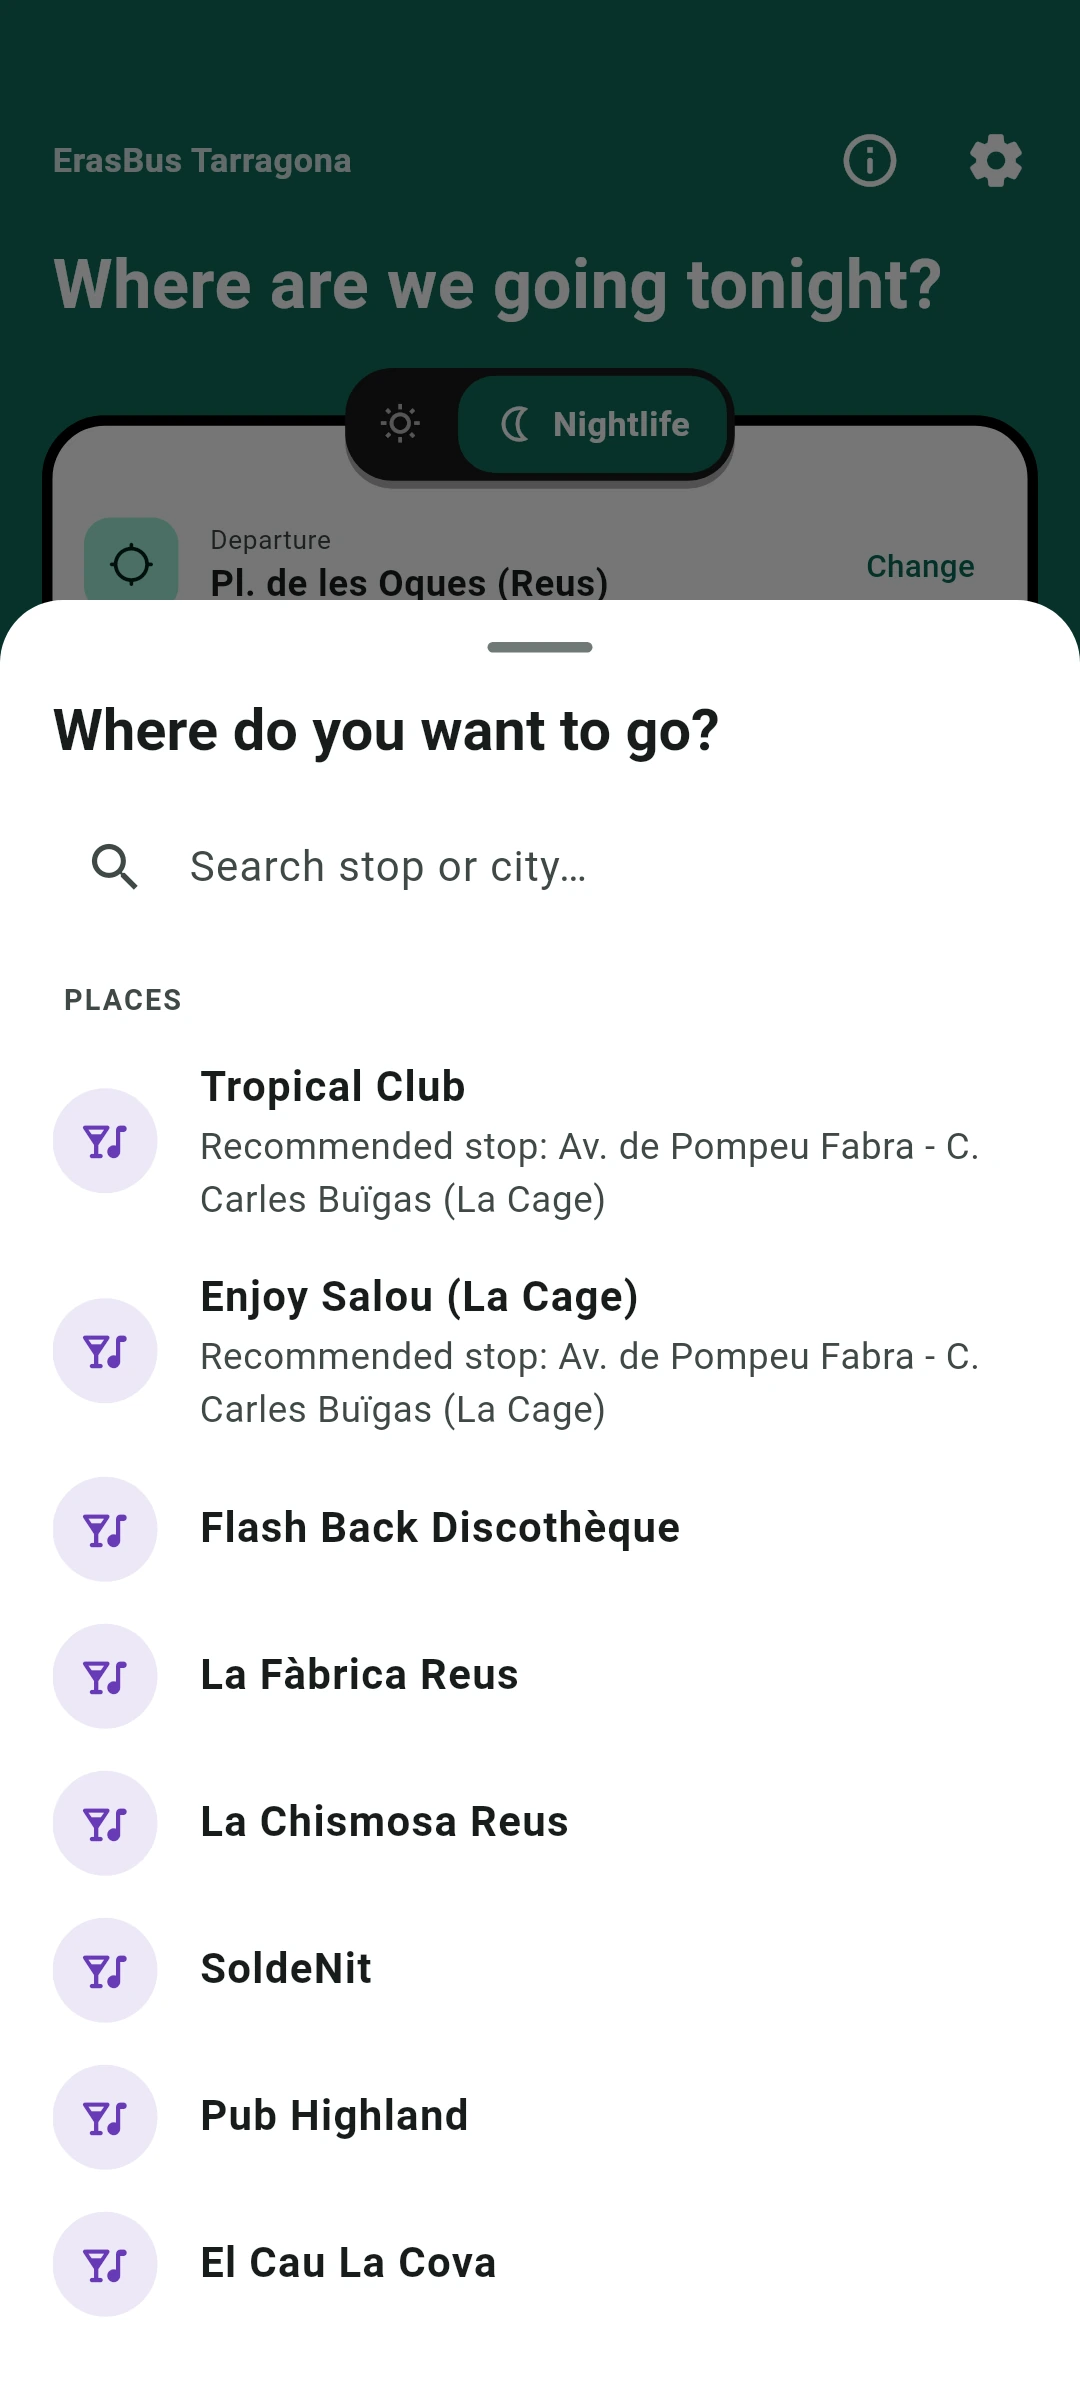 ErasBus Tarragona
Where are we going tonight?
Nightlife
Departure
Pl. de les Oques (Reus)
Change
Where do you want to go?
Search stop or city…
PLACES
Tropical Club
Recommended stop: Av. de Pompeu Fabra - C.
Carles Buïgas (La Cage)
Enjoy Salou (La Cage)
Recommended stop: Av. de Pompeu Fabra - C.
Carles Buïgas (La Cage)
Flash Back Discothèque
La Fàbrica Reus
La Chismosa Reus
SoldeNit
Pub Highland
El Cau La Cova